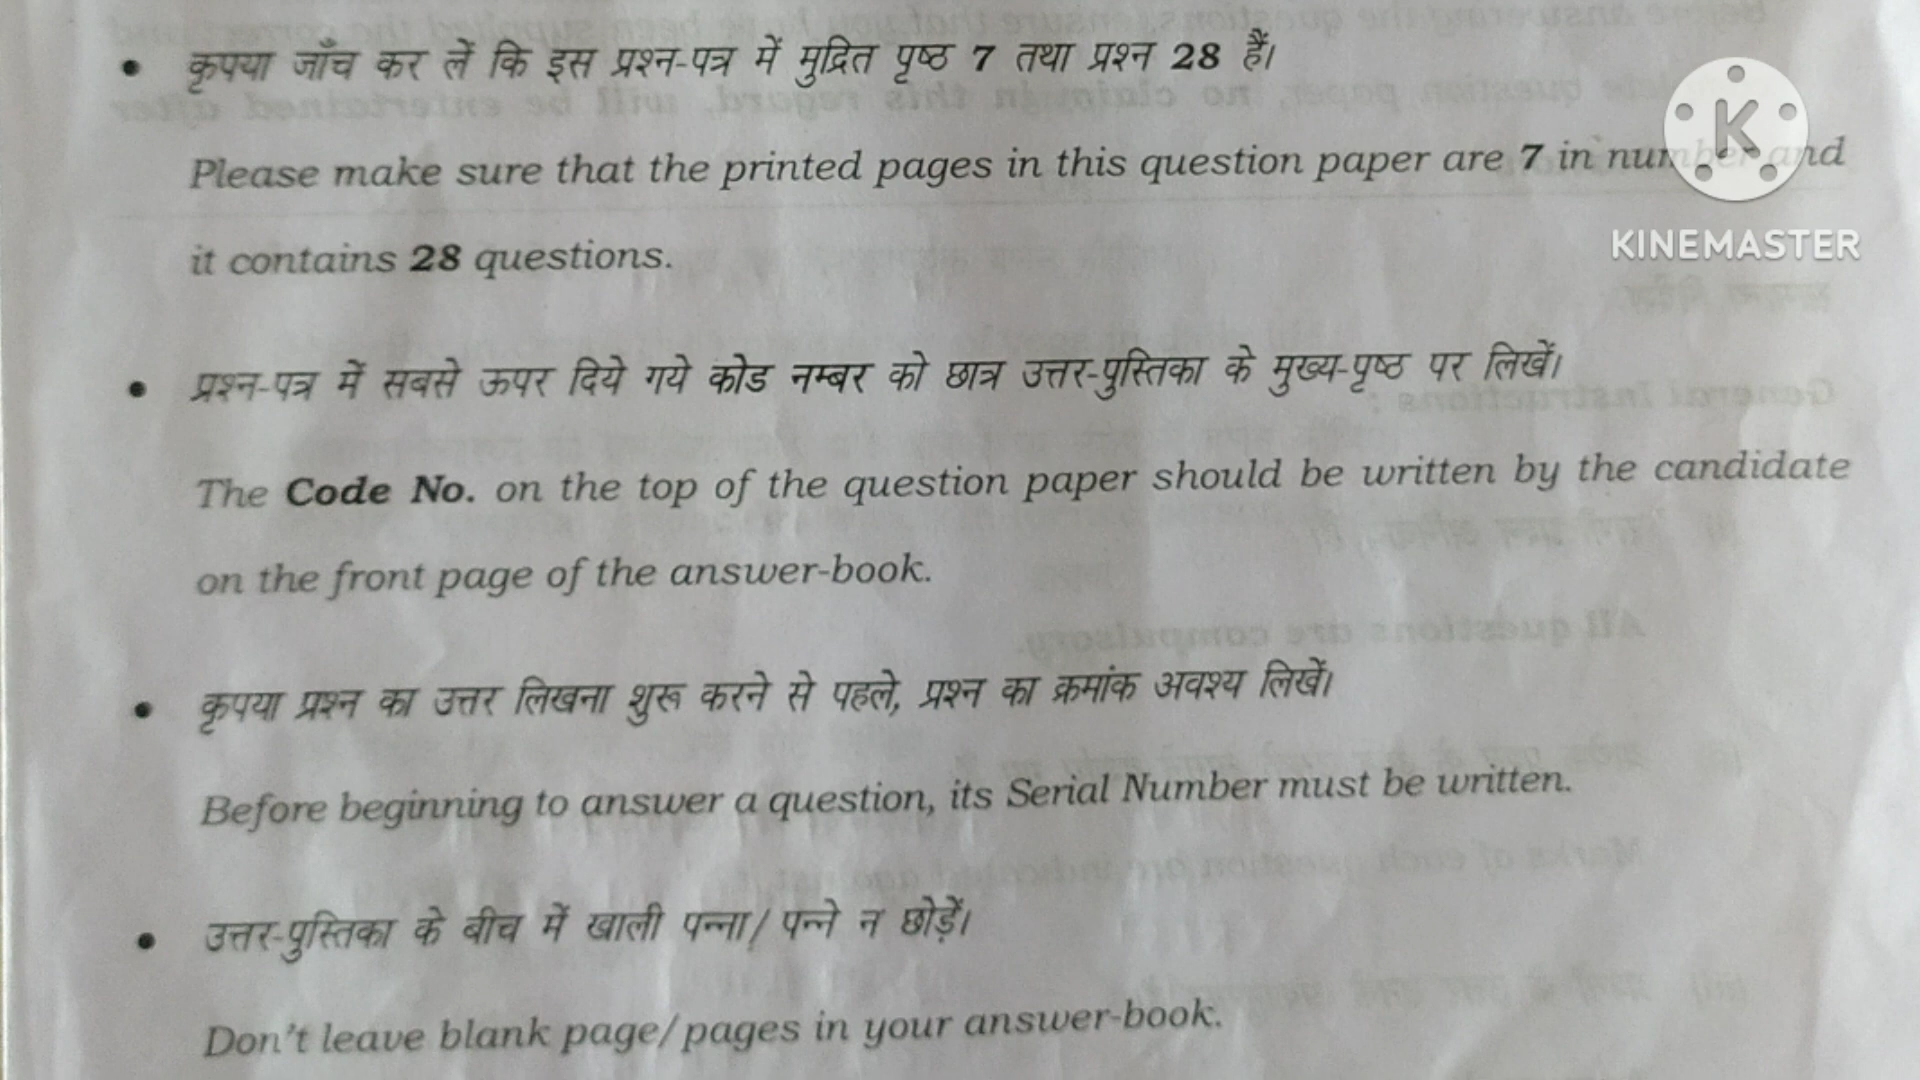 • कृपया जाँच कर लें कि इस प्रश्न-पत्र में मुद्रित पृष्ठ 7 तथा प्रश्न 28 हैं।
Please make sure that the printed pages in this question paper are 7 in number and
it contains 28 questions.
• प्रश्न-पत्र में सबसे ऊपर दिये गये कोड नम्बर को छात्र उत्तर-पुस्तिका के मुख्य-पृष्ठ पर लिखें।
The Code No. on the top of the question paper should be written by the candidate
on the front page of the answer-book.
• कृपया प्रश्न का उत्तर लिखना शुरू करने से पहले, प्रश्न का क्रमांक अवश्य लिखें।
Before beginning to answer a question, its Serial Number must be written.
• उत्तर-पुस्तिका के बीच में खाली पन्ना/ पन्ने न छोड़ें।
Don't leave blank page/pages in your answer-book.
K
KINEMASTER